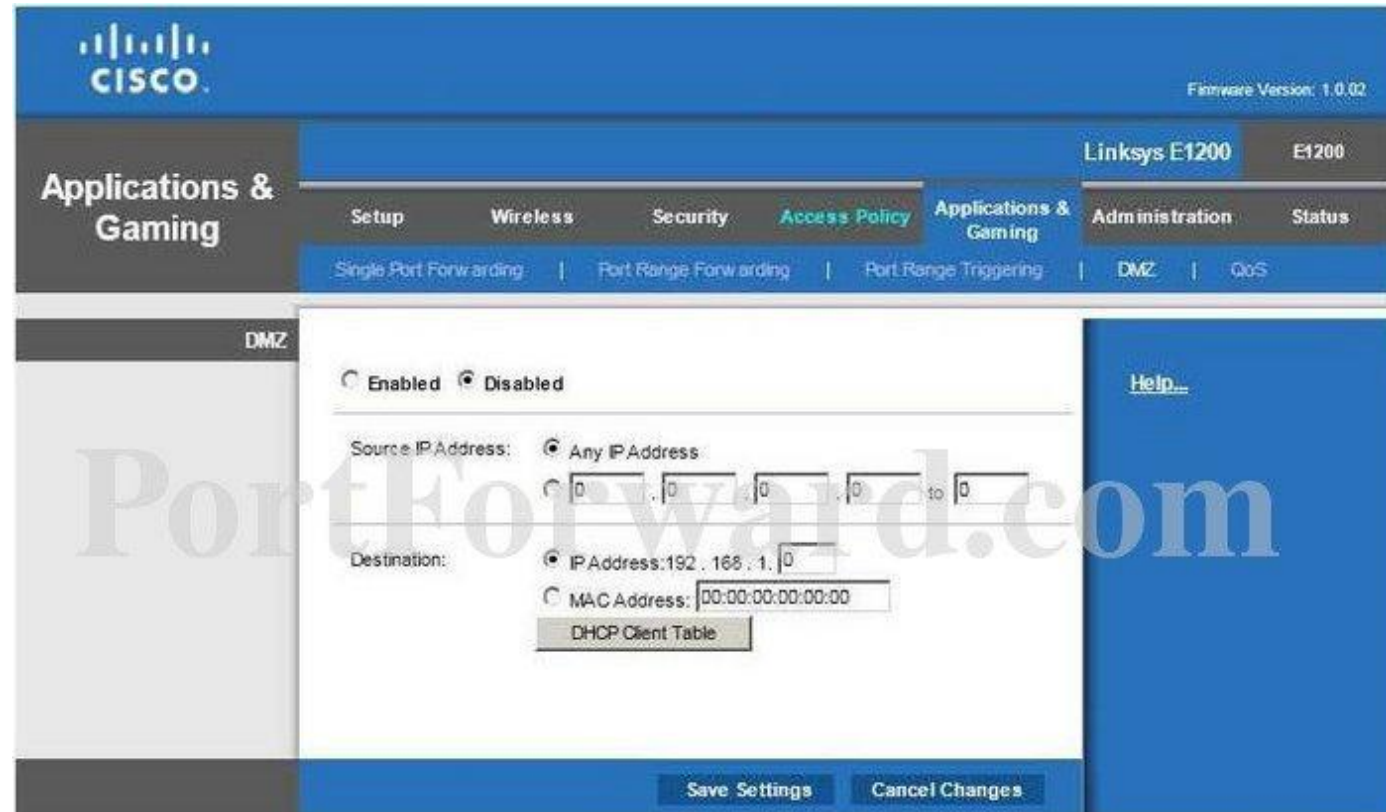 CISCO.
Firmware Version: 1.0.02
Linksys E1200 E1200
Applications & Gaming
Setup Wireless Security Access Policy Applications & Gaming Administration Status
Single Port Forwarding | Port Range Forwarding | Port Range Triggering | DMZ | QoS
DMZ
Enabled Disabled
Help...
Source IP Address: Any IP Address
0 . 0 . 0 . 0 to 0
PortForward.com
Destination: IP Address:192 . 168 . 1. 0
MAC Address: 00:00:00:00:00:00
DHCP Client Table
Save Settings Cancel Changes